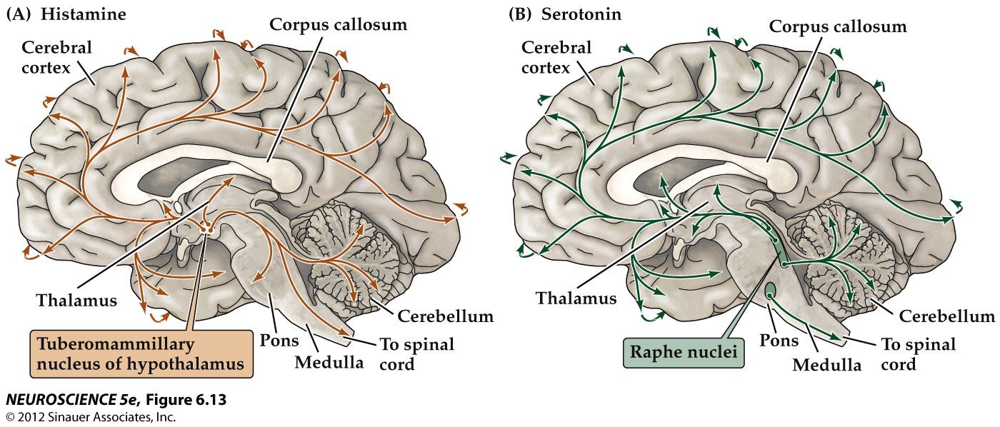 (A) Histamine
Corpus callosum
Cerebral
cortex
Thalamus
Tuberomammillary
nucleus of hypothalamus
Pons
Medulla
To spinal
cord
Cerebellum
(B) Serotonin
Corpus callosum
Cerebral
cortex
Thalamus
Raphe nuclei
Pons
Medulla
To spinal
cord
Cerebellum
NEUROSCIENCE 5e, Figure 6.13
© 2012 Sinauer Associates, Inc.